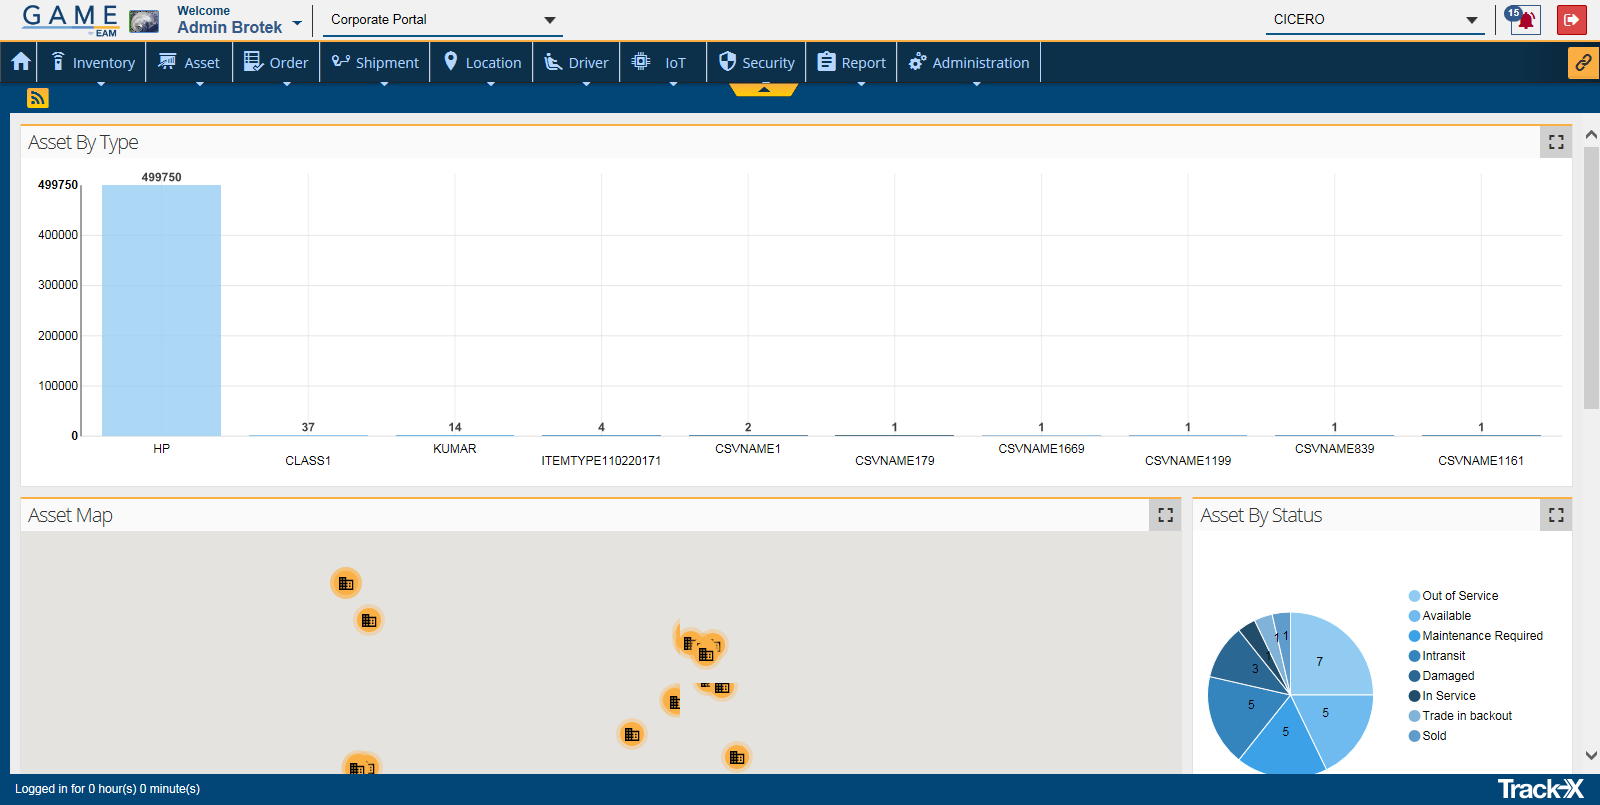 GAME
EAM
Welcome
Admin Brotek
Corporate Portal
CICERO
15
Inventory
Asset
Order
Shipment
Location
Driver
IoT
Security
Report
Administration
Asset By Type
499750
400000
300000
200000
100000
0
499750
37
14
4
2
1
1
1
1
1
HP
CLASS1
KUMAR
ITEMTYPE110220171
CSVNAME1
CSVNAME179
CSVNAME1669
CSVNAME1199
CSVNAME839
CSVNAME1161
Asset Map
Asset By Status
7
5
5
5
3
1
1
1
Out of Service
Available
Maintenance Required
Intransit
Damaged
In Service
Trade in backout
Sold
Logged in for 0 hour(s) 0 minute(s)
Track-X